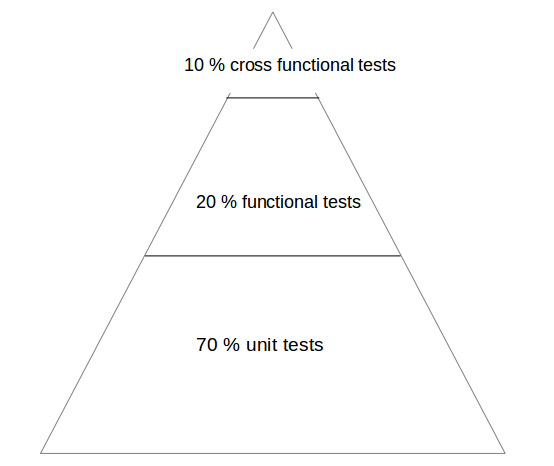 10 % cross functional tests
20 % functional tests
70 % unit tests